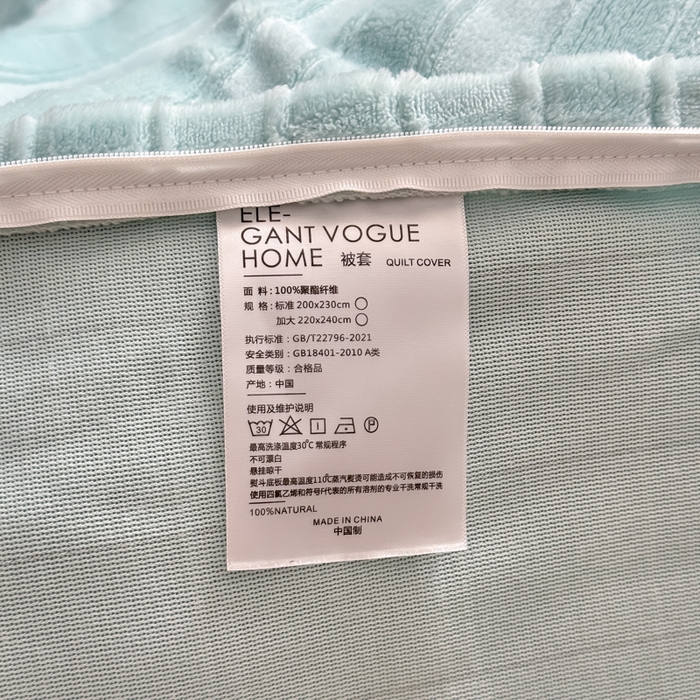 ELE-
GANT VOGUE
HOME 被套 QUILT COVER
面 料：100%聚酯纤维
规 格：标准 200x230cm
加大 220x240cm
执行标准：GB/T22796-2021
安全类别：GB18401-2010 A类
质量等级：合格品
产地：中国
使用及维护说明
30 P
最高洗涤温度30℃ 常规程序
不可漂白
悬挂晾干
熨斗底板最高温度110℃蒸汽熨烫可能造成不可恢复的损伤
使用四氯乙烯和符号F代表的所有溶剂的专业干洗常规干洗
100%NATURAL
MADE IN CHINA
中国制